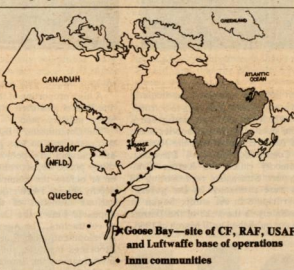 GREENLAND
CANADUH
ATLANTIC
OCEAN
Labrador
(NFLD.)
GOOSE
BAY
Quebec
Goose Bay—site of CF, RAF, USAF
and Luftwaffe base of operations
• Innu communities